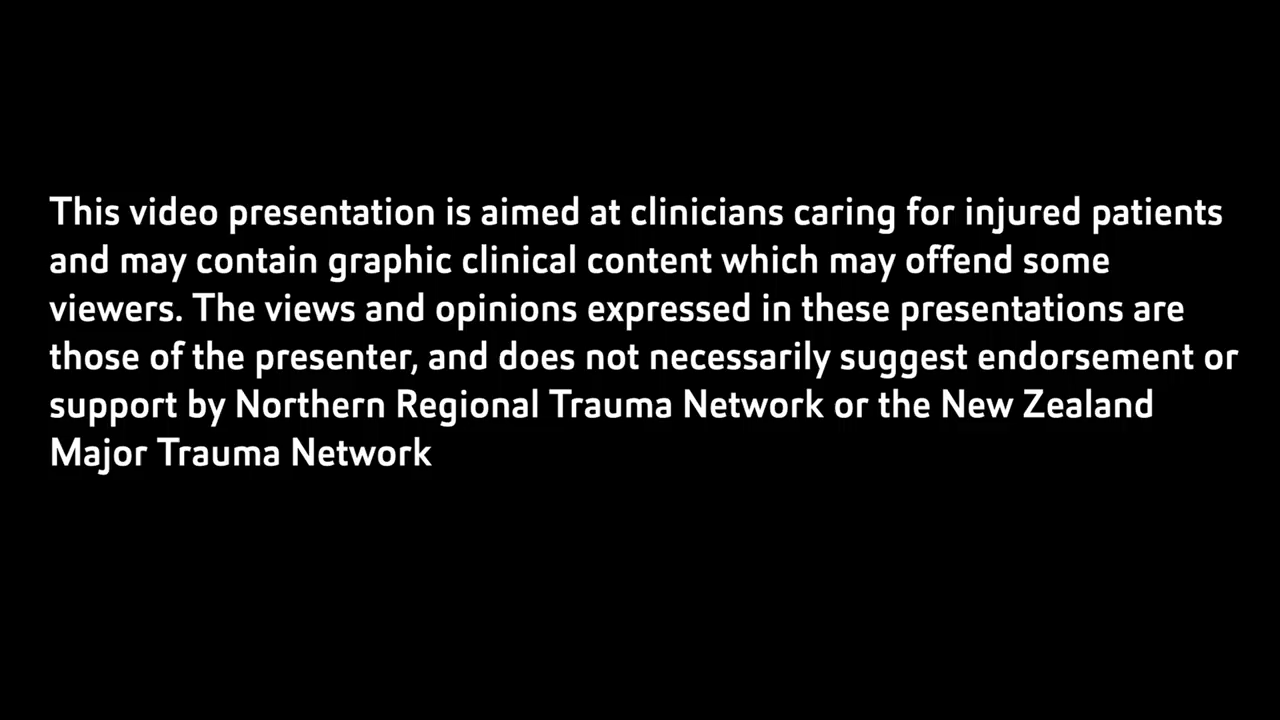 This video presentation is aimed at clinicians caring for injured patients
and may contain graphic clinical content which may offend some
viewers. The views and opinions expressed in these presentations are
those of the presenter, and does not necessarily suggest endorsement or
support by Northern Regional Trauma Network or the New Zealand
Major Trauma Network